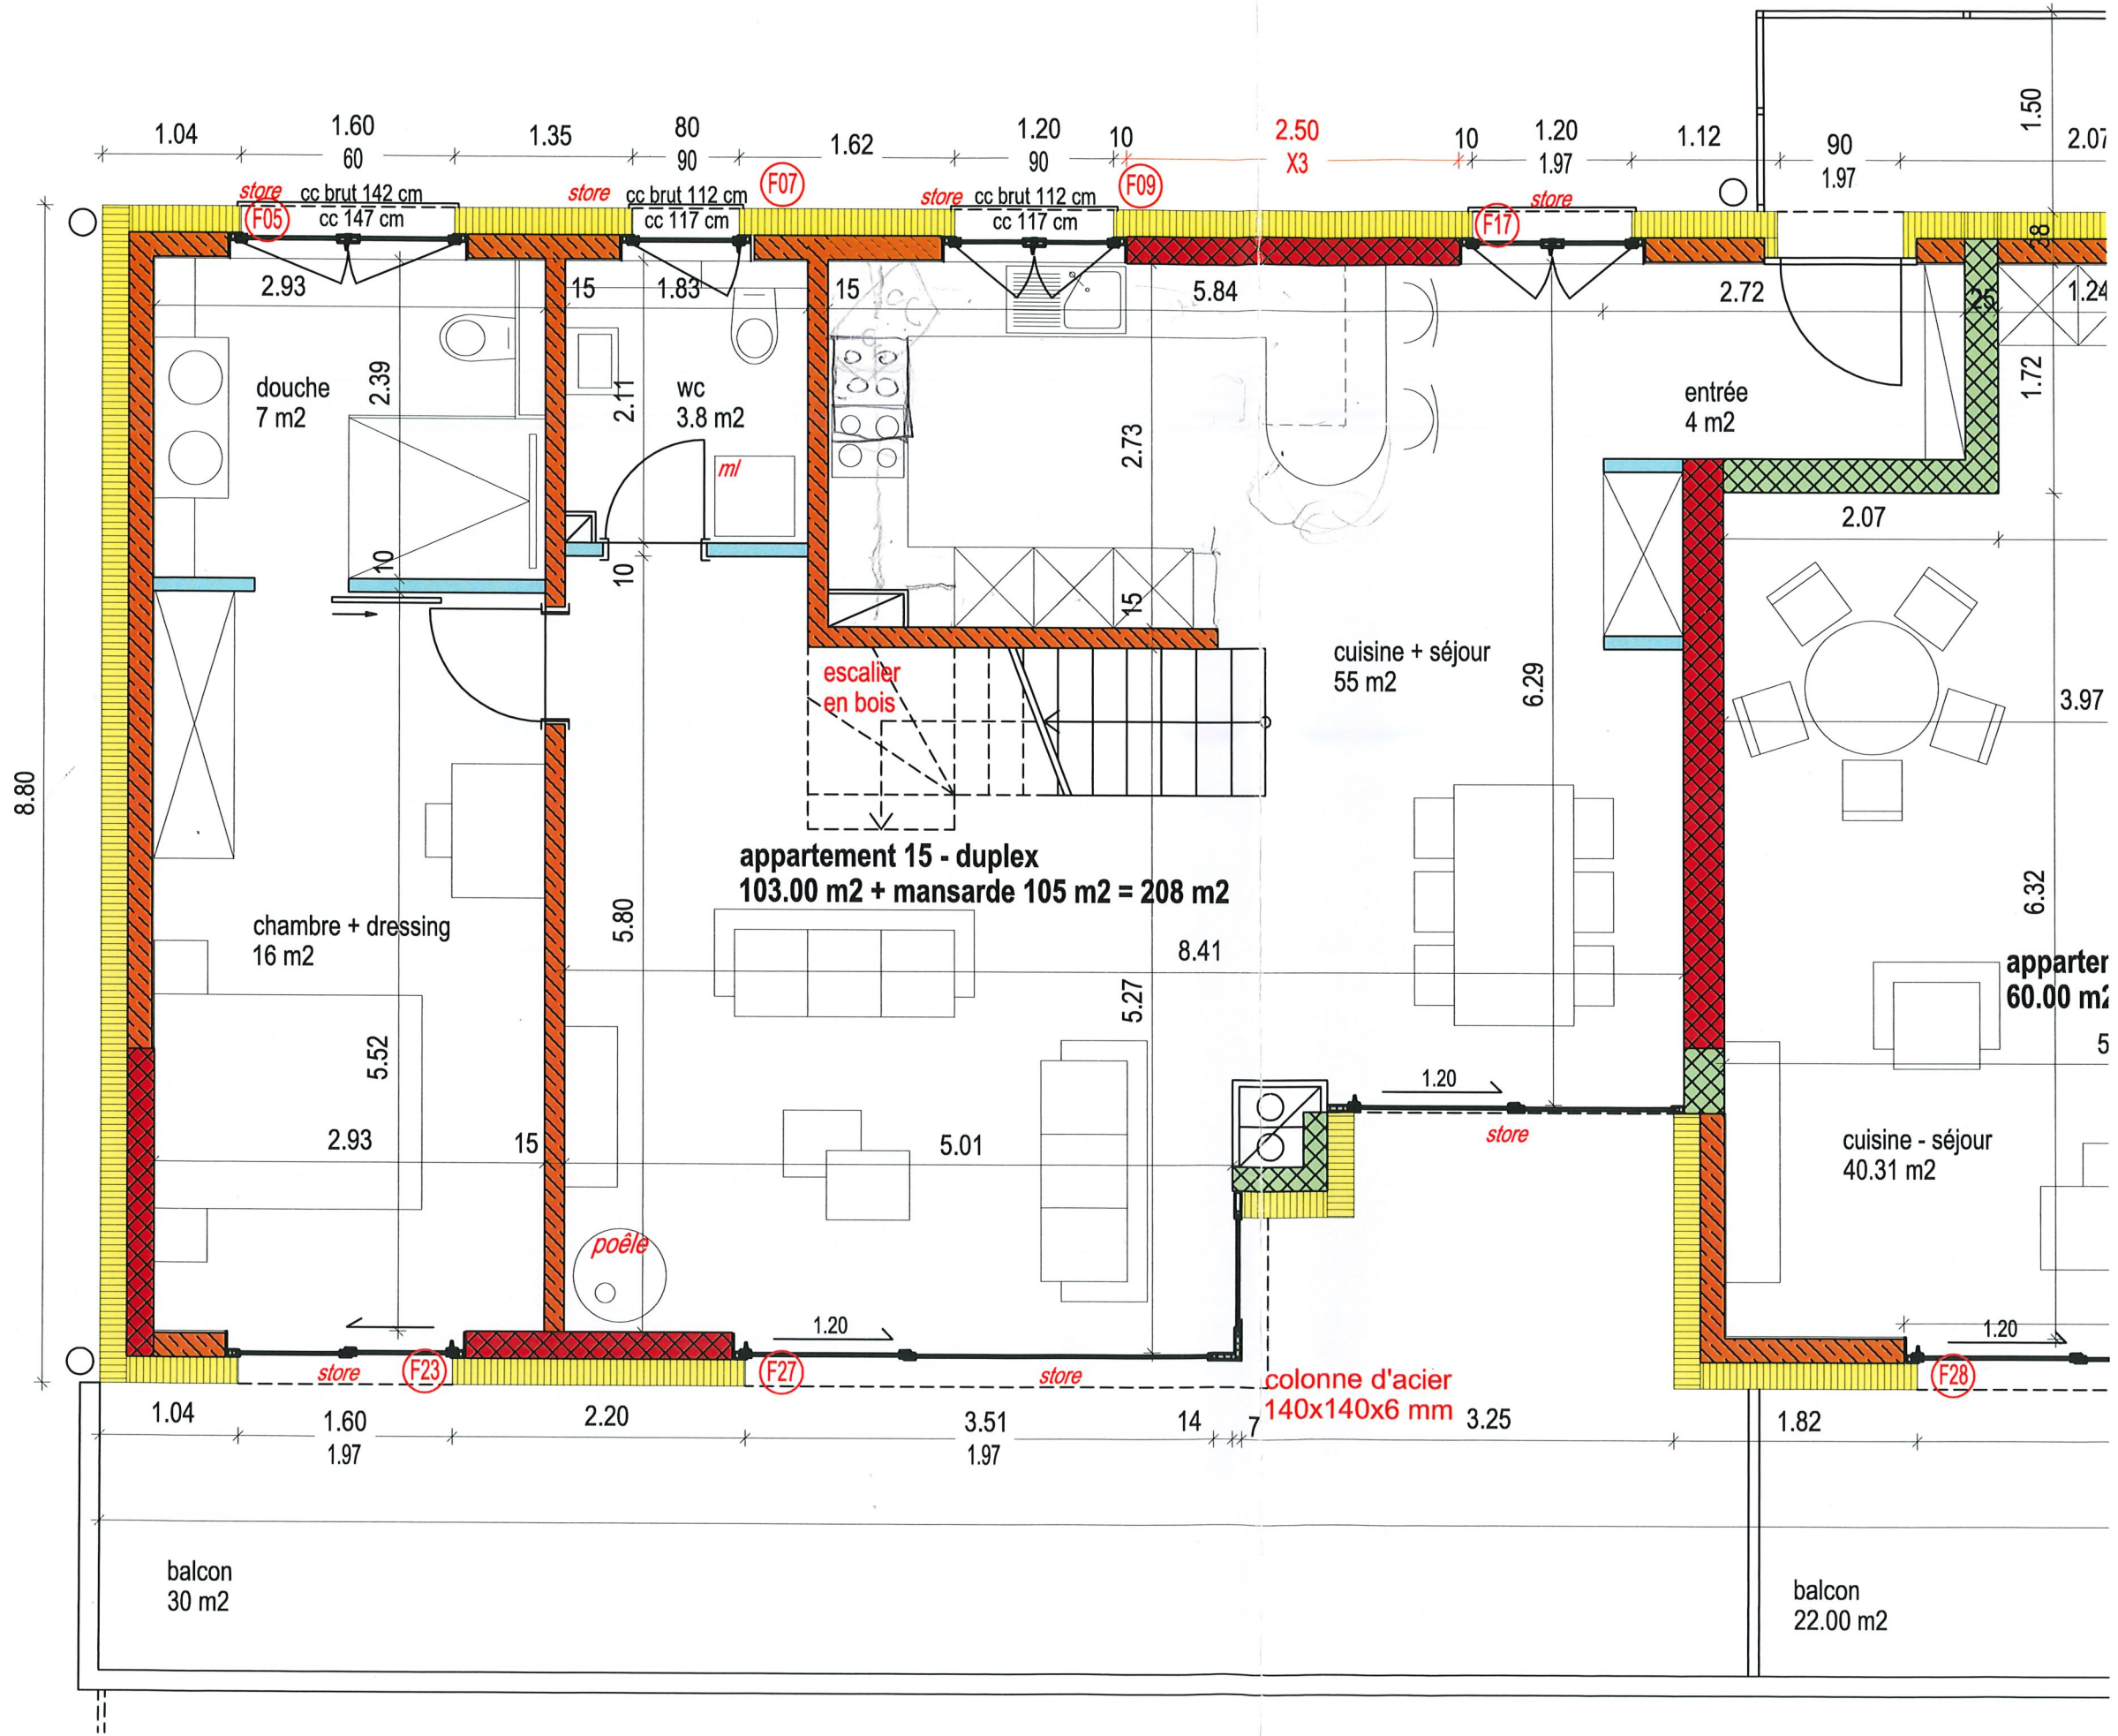 1.50
1.04
1.60
60
1.35
80
90
1.62
1.20
90
10
2.50
X3
10
1.20
1.97
1.12
90
1.97
2.07
store
cc brut 142 cm
F05
cc 147 cm
store
cc brut 112 cm
cc 117 cm
F07
store
cc brut 112 cm
cc 117 cm
F09
store
F17
38
2.93
15
1.83
15
5.84
2.72
25
1.24
douche
7 m2
2.39
2.11
wc
3.8 m2
ml
2.73
entrée
4 m2
1.72
10
10
15
2.07
escalier
en bois
cuisine + séjour
55 m2
6.29
3.97
8.80
appartement 15 - duplex
103.00 m2 + mansarde 105 m2 = 208 m2
chambre + dressing
16 m2
5.80
8.41
6.32
5.52
5.27
1.20
store
2.93
15
5.01
cuisine - séjour
40.31 m2
poêle
1.20
1.20
store
F23
F27
store
colonne d'acier
140x140x6 mm
F28
1.04
1.60
1.97
2.20
3.51
1.97
14
7
3.25
1.82
balcon
30 m2
balcon
22.00 m2